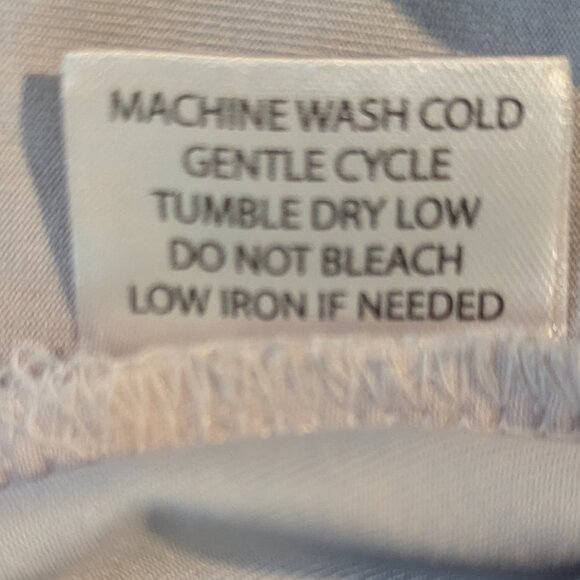 MACHINE WASH COLD
GENTLE CYCLE
TUMBLE DRY LOW
DO NOT BLEACH
LOW IRON IF NEEDED